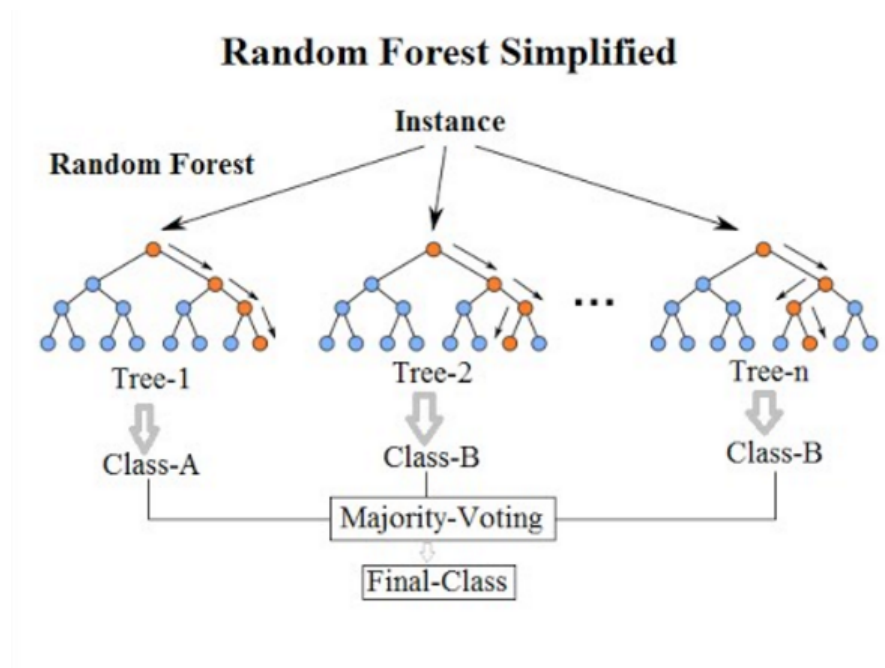 Random Forest Simplified
Instance
Random Forest
...
Tree-1
Tree-2
Tree-n
Class-A
Class-B
Class-B
Majority-Voting
Final-Class